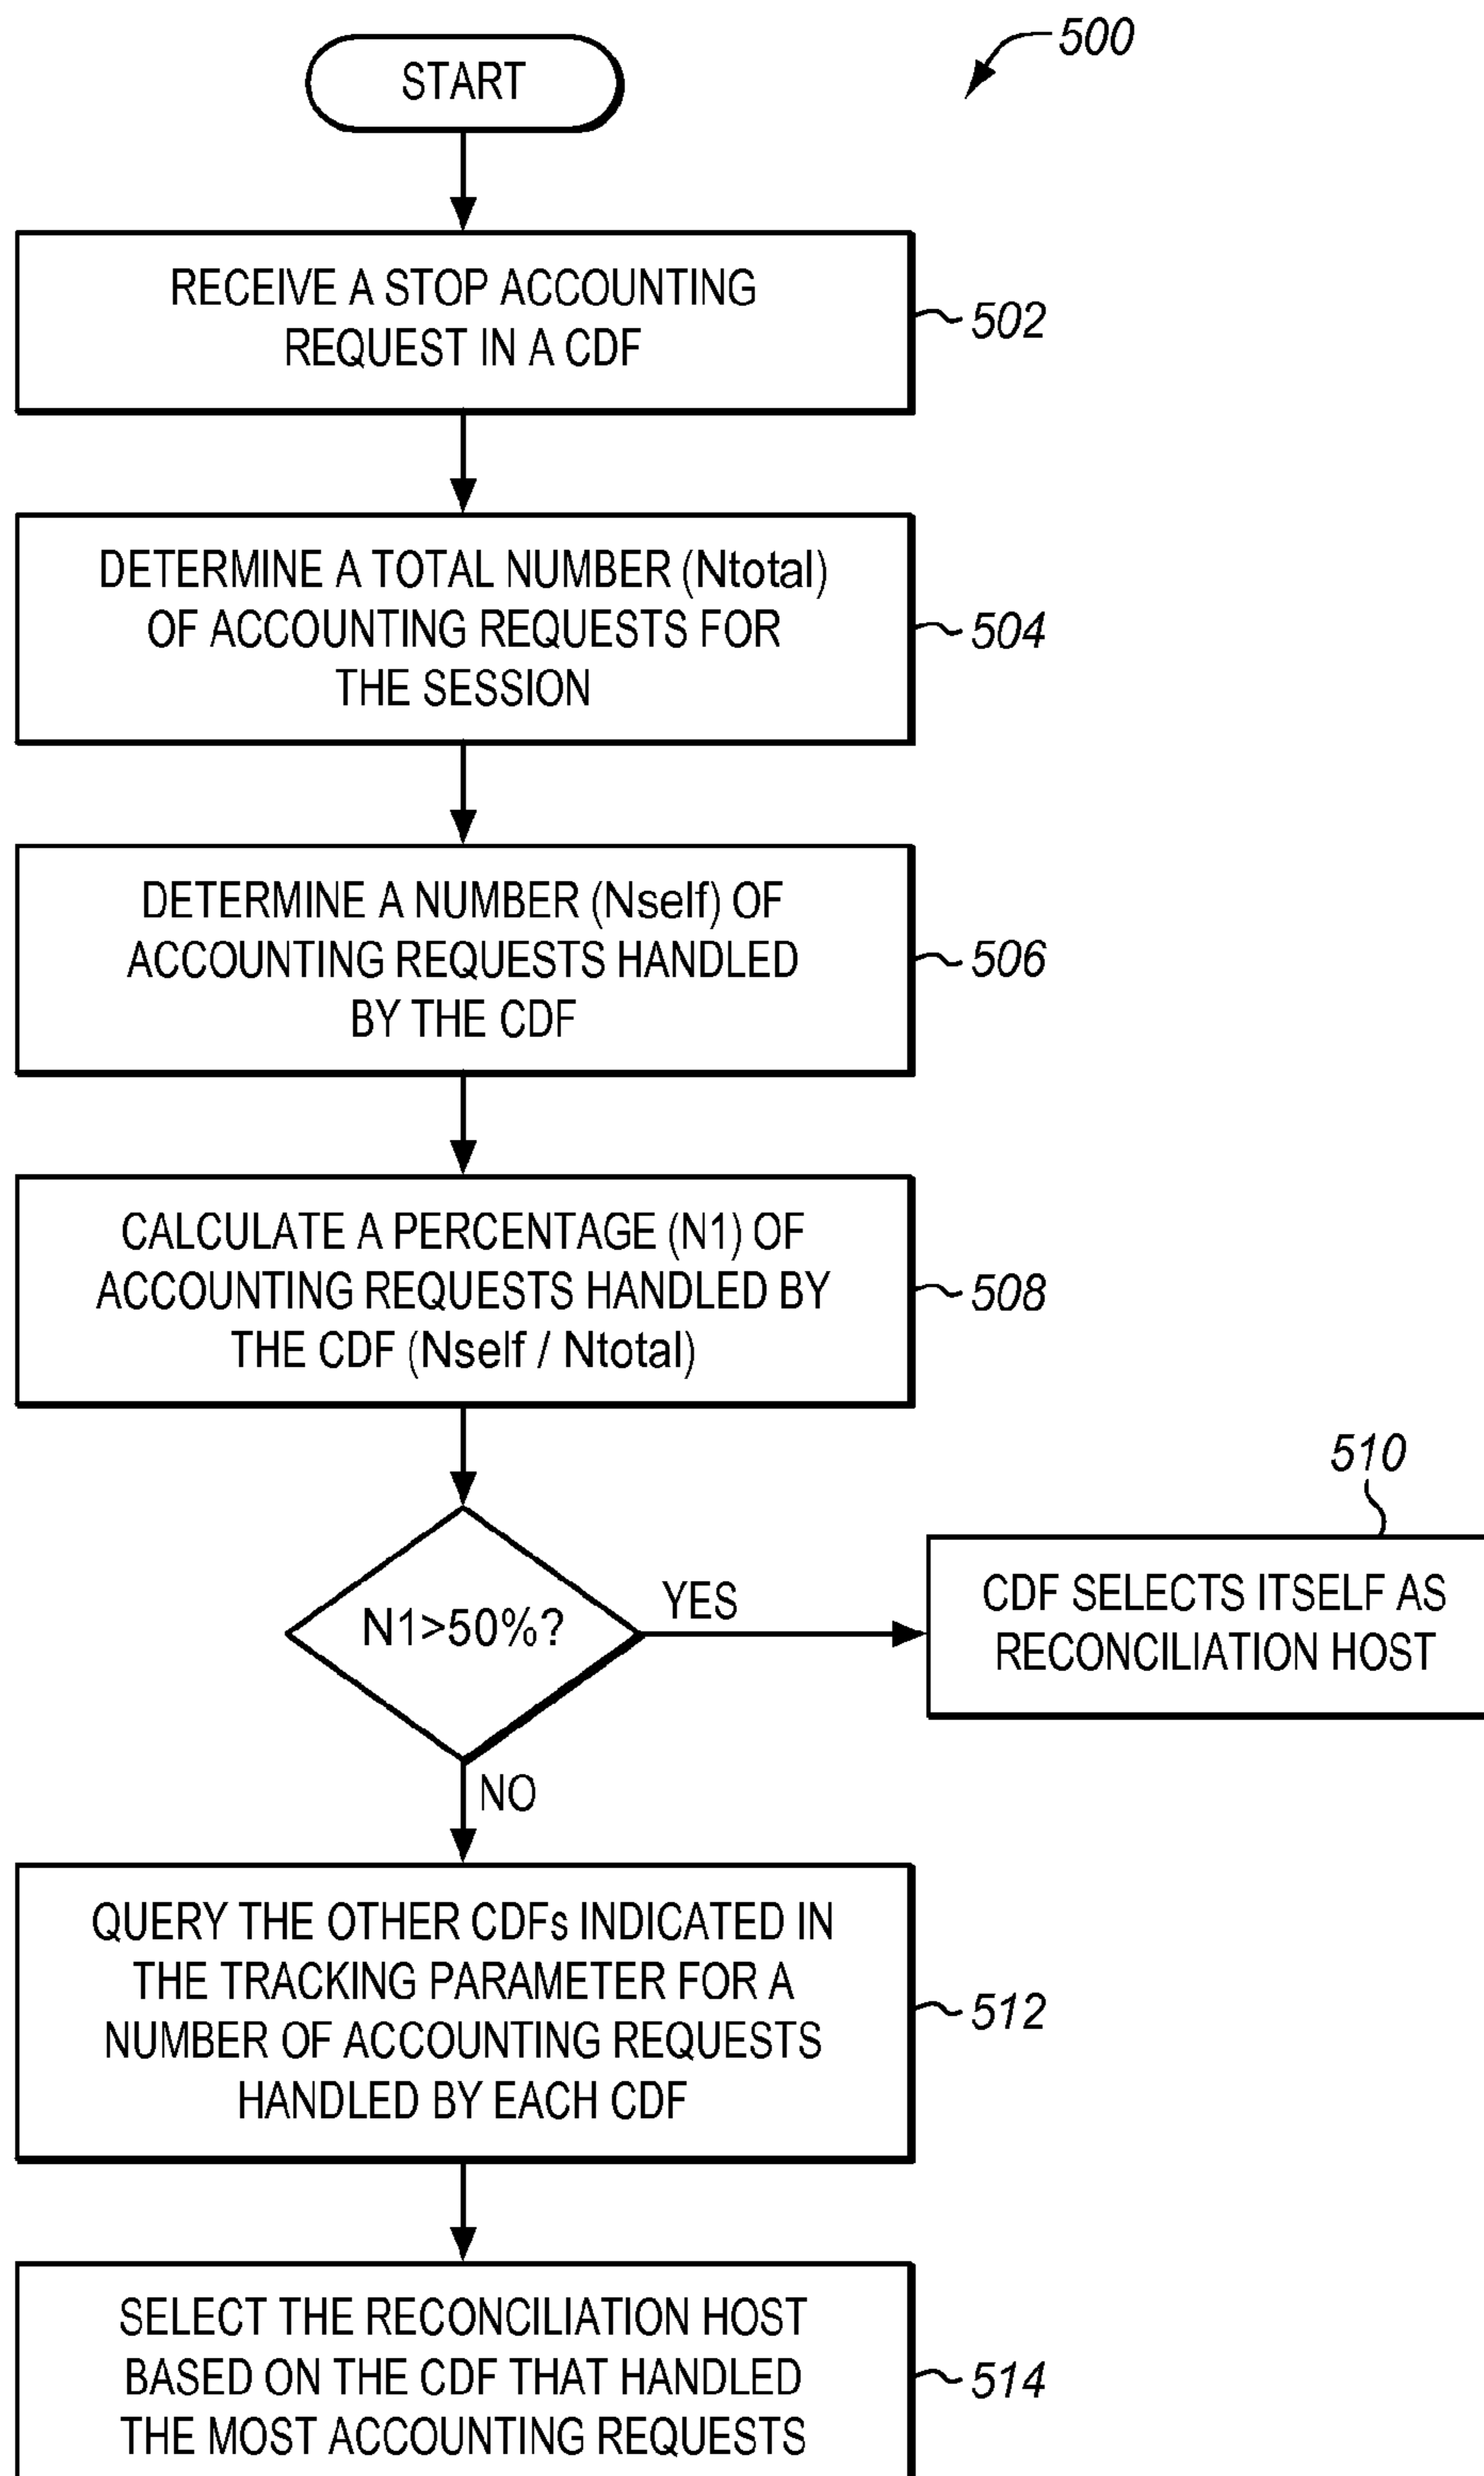 500
START
RECEIVE A STOP ACCOUNTING
REQUEST IN A CDF
502
DETERMINE A TOTAL NUMBER (Ntotal)
OF ACCOUNTING REQUESTS FOR
THE SESSION
504
DETERMINE A NUMBER (Nself) OF
ACCOUNTING REQUESTS HANDLED
BY THE CDF
506
CALCULATE A PERCENTAGE (N1) OF
ACCOUNTING REQUESTS HANDLED BY
THE CDF (Nself / Ntotal)
508
N1>50%?
YES
510
CDF SELECTS ITSELF AS
RECONCILIATION HOST
NO
QUERY THE OTHER CDFs INDICATED IN
THE TRACKING PARAMETER FOR A
NUMBER OF ACCOUNTING REQUESTS
HANDLED BY EACH CDF
512
SELECT THE RECONCILIATION HOST
BASED ON THE CDF THAT HANDLED
THE MOST ACCOUNTING REQUESTS
514